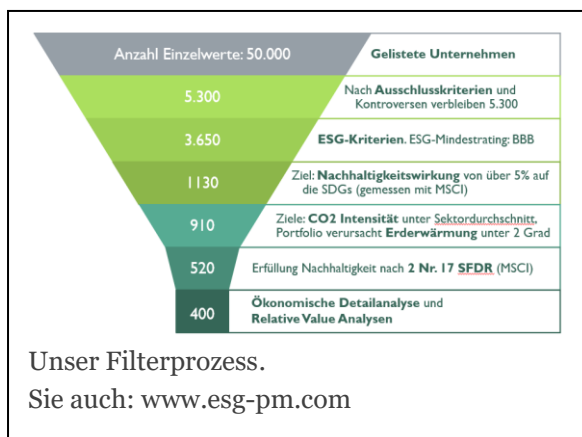 Anzahl Einzelwerte: 50.000
Gelistete Unternehmen
5.300
Nach Ausschlusskriterien und
Kontroversen verbleiben 5.300
3.650
ESG-Kriterien. ESG-Mindestrating: BBB
1130
Ziel: Nachhaltigkeitswirkung von über 5% auf
die SDGs (gemessen mit MSCI)
910
Ziele: CO2 Intensität unter Sektordurchschnitt,
Portfolio verursacht Erderwärmung unter 2 Grad
520
Erfüllung Nachhaltigkeit nach 2 Nr. 17 SFDR (MSCI)
400
Ökonomische Detailanalyse und
Relative Value Analysen
Unser Filterprozess.
Sie auch: www.esg-pm.com